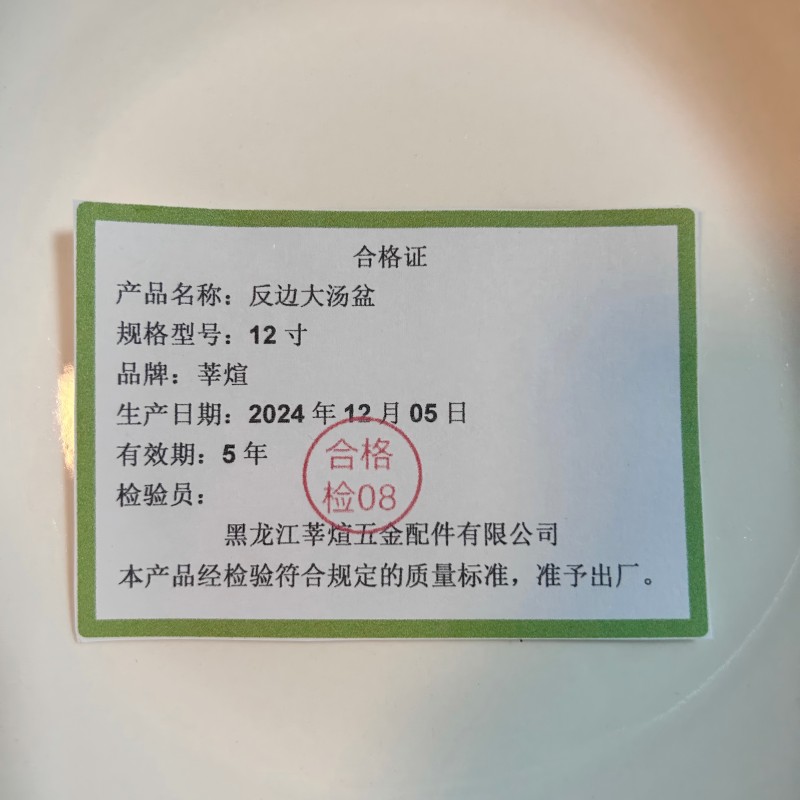 合格证
产品名称：反边大汤盆
规格型号：12 寸
品牌：莘煊
生产日期：2024 年 12 月 05 日
有效期：5 年
合格
检08
检验员：
黑龙江莘煊五金配件有限公司
本产品经检验符合规定的质量标准，准予出厂。